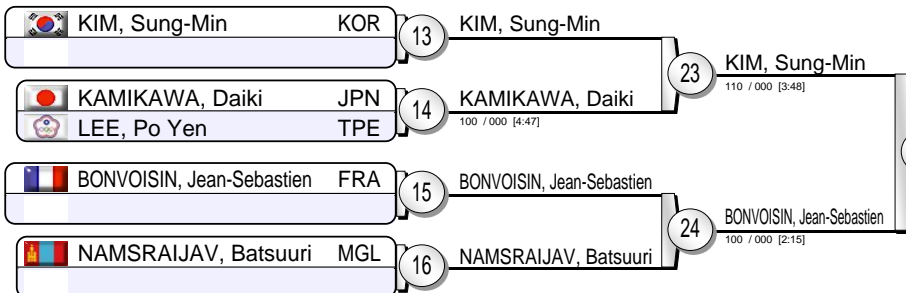 KIM, Sung-Min KOR
13
KIM, Sung-Min
KAMIKAWA, Daiki JPN
LEE, Po Yen TPE
14
KAMIKAWA, Daiki
100 / 000 [4:47]
23
KIM, Sung-Min
110 / 000 [3:48]
BONVOISIN, Jean-Sebastien FRA
15
BONVOISIN, Jean-Sebastien
NAMSRAIJAV, Batsuuri MGL
16
NAMSRAIJAV, Batsuuri
24
BONVOISIN, Jean-Sebastien
100 / 000 [2:15]